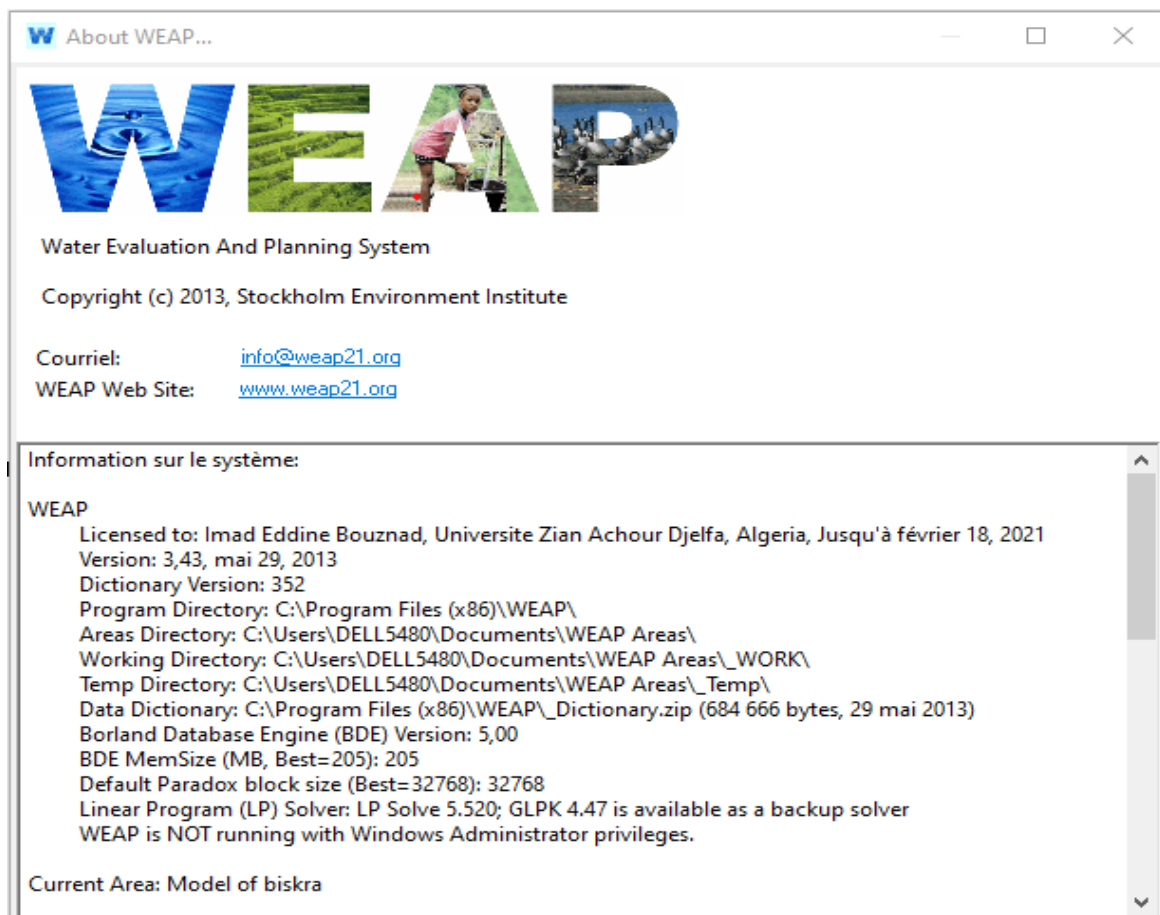 About WEAP...
WEAP
Water Evaluation And Planning System
Copyright (c) 2013, Stockholm Environment Institute
Courriel: info@weap21.org
WEAP Web Site: www.weap21.org
Information sur le système:
WEAP
Licensed to: Imad Eddine Bouznad, Universite Zian Achour Djelfa, Algeria, Jusqu'à février 18, 2021
Version: 3,43, mai 29, 2013
Dictionary Version: 352
Program Directory: C:\Program Files (x86)\WEAP\
Areas Directory: C:\Users\DELL5480\Documents\WEAP Areas\
Working Directory: C:\Users\DELL5480\Documents\WEAP Areas\_WORK\
Temp Directory: C:\Users\DELL5480\Documents\WEAP Areas\_Temp\
Data Dictionary: C:\Program Files (x86)\WEAP\_Dictionary.zip (684 666 bytes, 29 mai 2013)
Borland Database Engine (BDE) Version: 5,00
BDE MemSize (MB, Best=205): 205
Default Paradox block size (Best=32768): 32768
Linear Program (LP) Solver: LP Solve 5.520; GLPK 4.47 is available as a backup solver
WEAP is NOT running with Windows Administrator privileges.
Current Area: Model of biskra